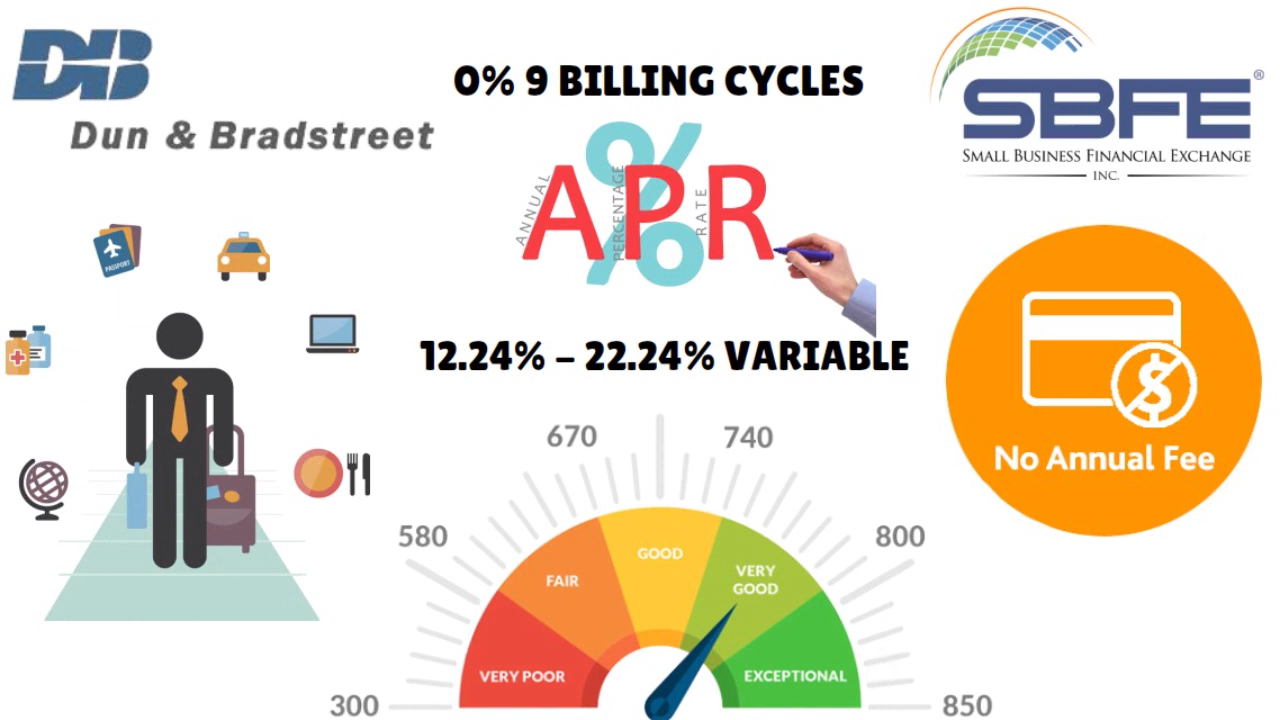 DB
Dun & Bradstreet
0% 9 BILLING CYCLES
SBFE®
SMALL BUSINESS FINANCIAL EXCHANGE
INC.
%
APR
ANNUAL
PERCENTAGE
RATE
PASSPORT
12.24% – 22.24% VARIABLE
$
No Annual Fee
670
740
580
800
GOOD
FAIR
VERY
GOOD
VERY POOR
EXCEPTIONAL
300
850